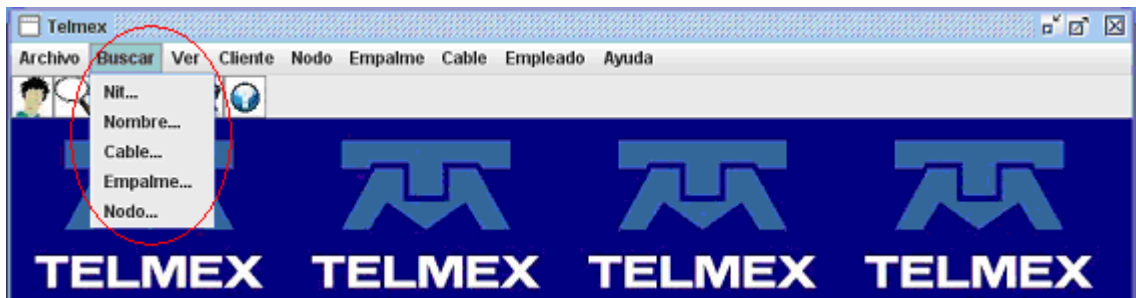 Telmex
Archivo Buscar Ver Cliente Nodo Empalme Cable Empleado Ayuda
Nit...
Nombre...
Cable...
Empalme...
Nodo...
TELMEX TELMEX TELMEX TELMEX